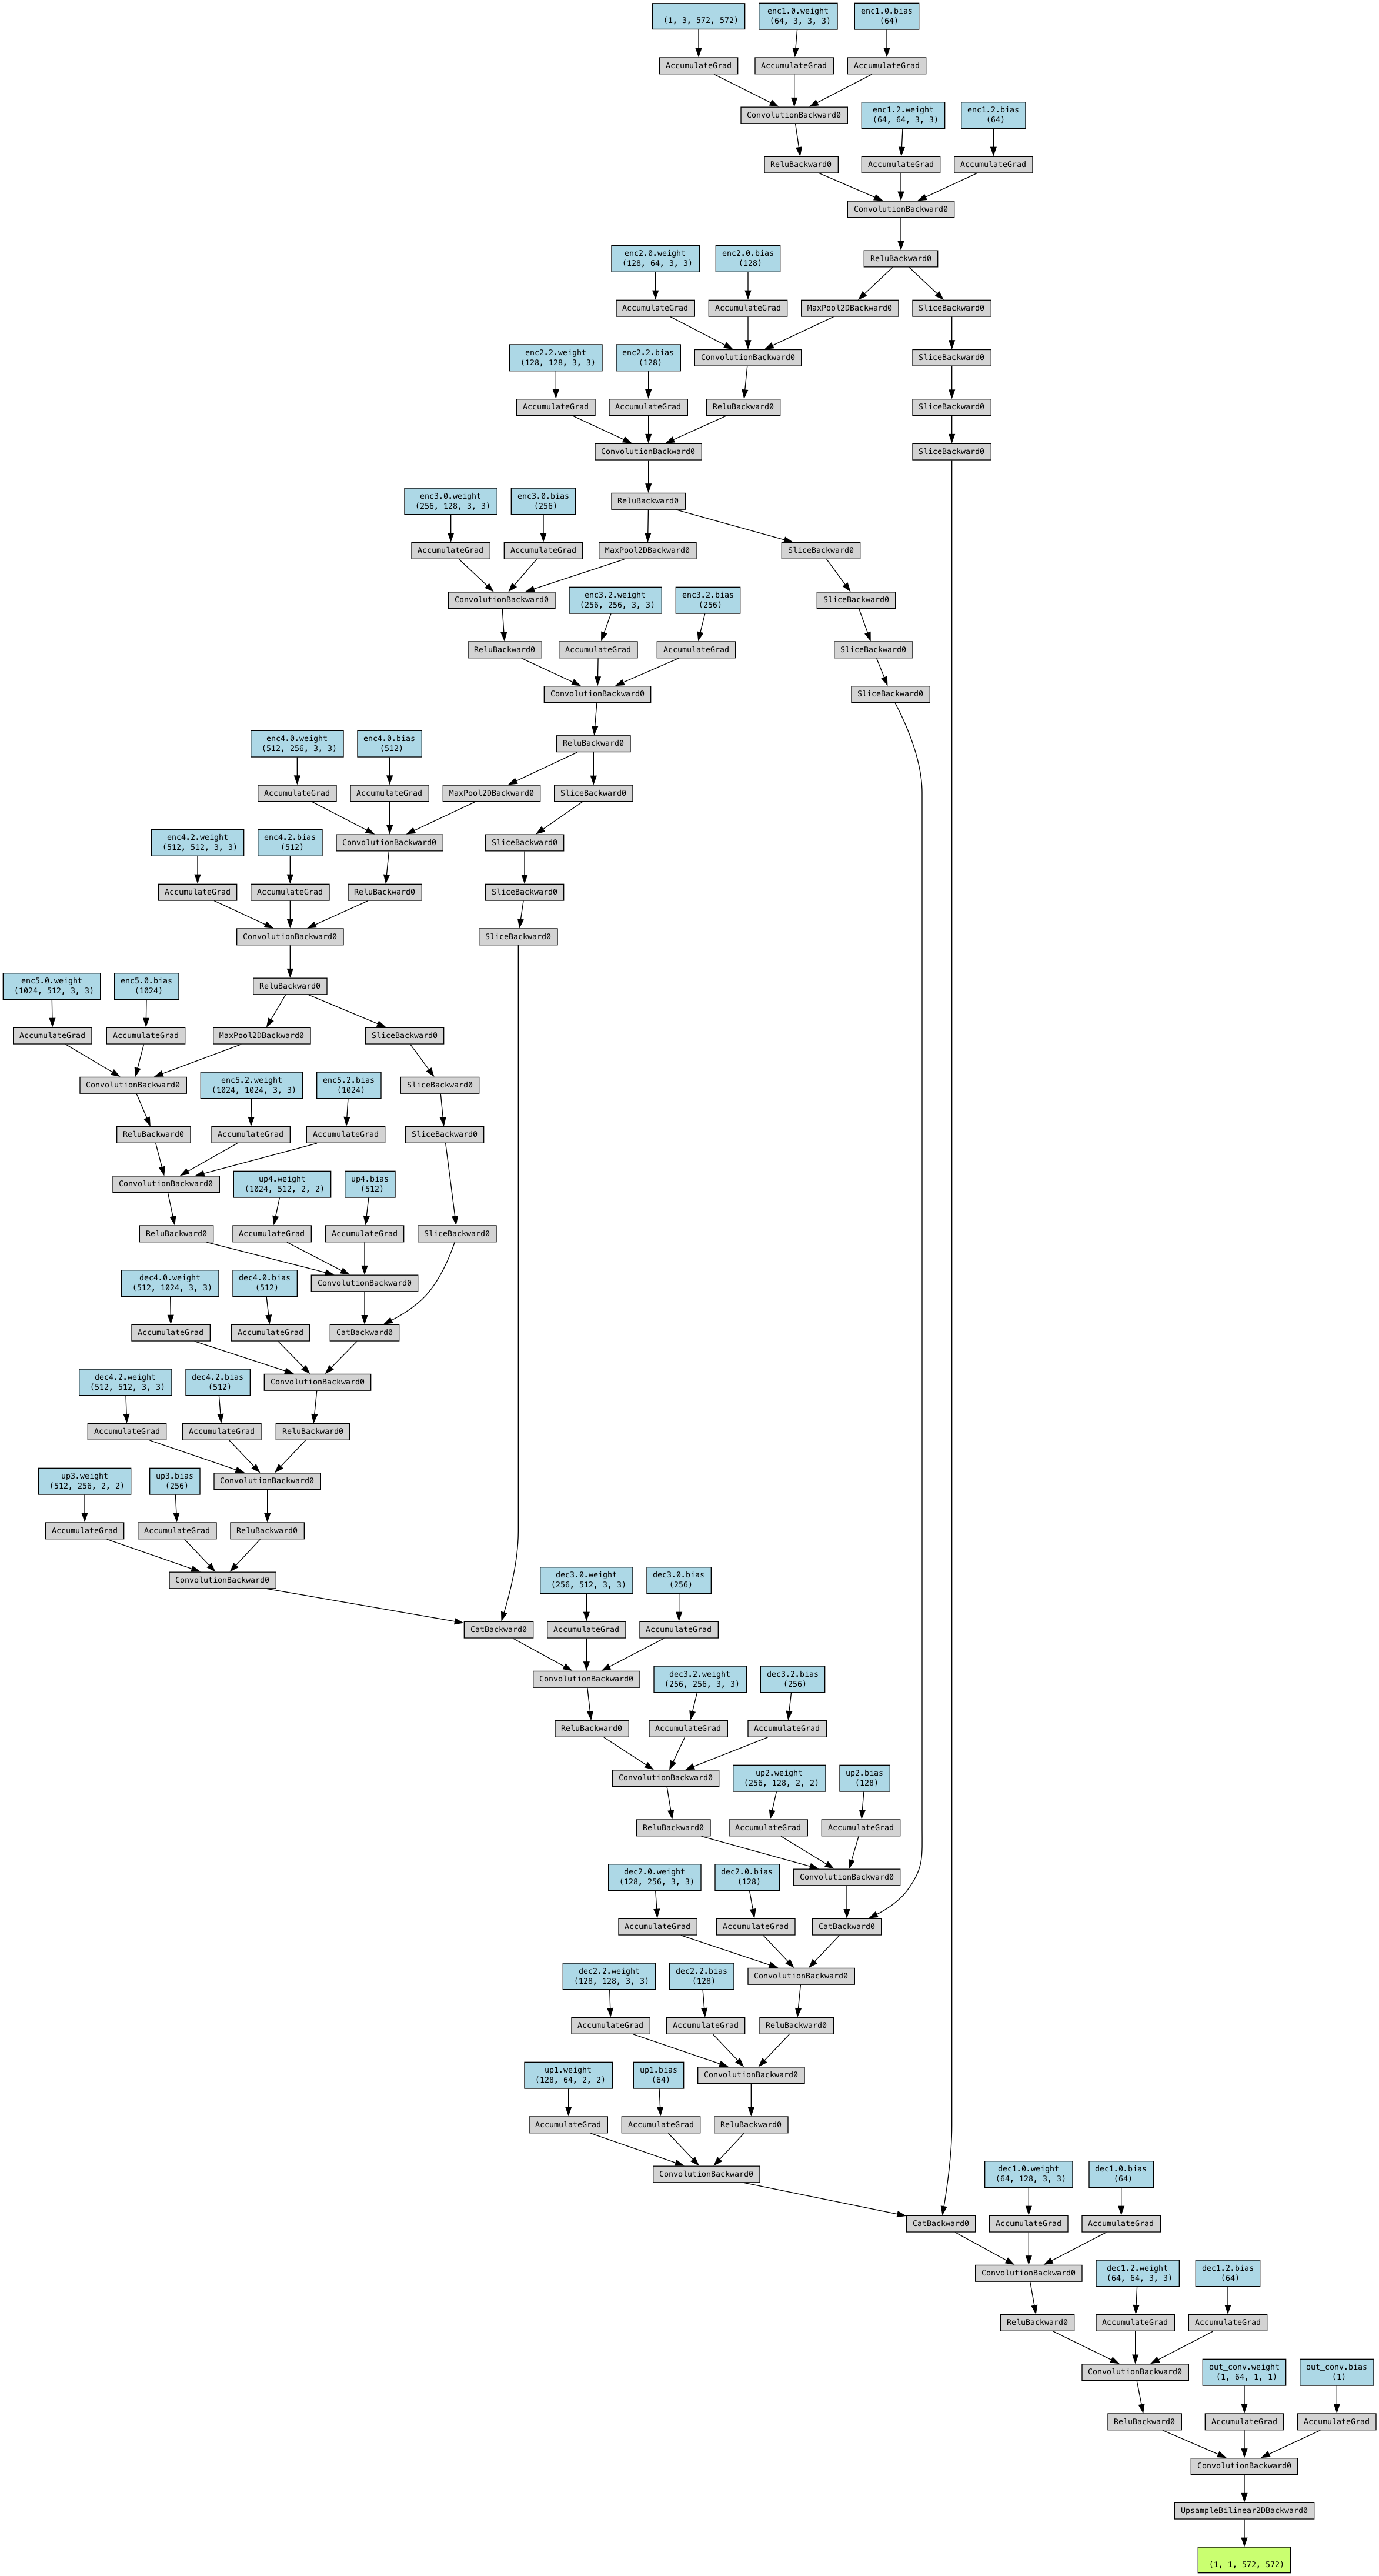 (1, 3, 572, 572)
enc1.0.weight
(64, 3, 3, 3)
enc1.0.bias
(64)
AccumulateGrad
AccumulateGrad
AccumulateGrad
ConvolutionBackward0
enc1.2.weight
(64, 64, 3, 3)
enc1.2.bias
(64)
ReluBackward0
AccumulateGrad
AccumulateGrad
ConvolutionBackward0
ReluBackward0
enc2.0.weight
(128, 64, 3, 3)
enc2.0.bias
(128)
AccumulateGrad
AccumulateGrad
MaxPool2DBackward0
SliceBackward0
enc2.2.weight
(128, 128, 3, 3)
enc2.2.bias
(128)
ConvolutionBackward0
SliceBackward0
AccumulateGrad
AccumulateGrad
ReluBackward0
SliceBackward0
ConvolutionBackward0
SliceBackward0
enc3.0.weight
(256, 128, 3, 3)
enc3.0.bias
(256)
ReluBackward0
AccumulateGrad
AccumulateGrad
MaxPool2DBackward0
SliceBackward0
ConvolutionBackward0
enc3.2.weight
(256, 256, 3, 3)
enc3.2.bias
(256)
SliceBackward0
ReluBackward0
AccumulateGrad
AccumulateGrad
SliceBackward0
ConvolutionBackward0
SliceBackward0
enc4.0.weight
(512, 256, 3, 3)
enc4.0.bias
(512)
ReluBackward0
AccumulateGrad
AccumulateGrad
MaxPool2DBackward0
SliceBackward0
enc4.2.weight
(512, 512, 3, 3)
enc4.2.bias
(512)
ConvolutionBackward0
SliceBackward0
AccumulateGrad
AccumulateGrad
ReluBackward0
SliceBackward0
ConvolutionBackward0
SliceBackward0
enc5.0.weight
(1024, 512, 3, 3)
enc5.0.bias
(1024)
ReluBackward0
AccumulateGrad
AccumulateGrad
MaxPool2DBackward0
SliceBackward0
ConvolutionBackward0
enc5.2.weight
(1024, 1024, 3, 3)
enc5.2.bias
(1024)
SliceBackward0
ReluBackward0
AccumulateGrad
AccumulateGrad
SliceBackward0
ConvolutionBackward0
up4.weight
(1024, 512, 2, 2)
up4.bias
(512)
ReluBackward0
AccumulateGrad
AccumulateGrad
SliceBackward0
dec4.0.weight
(512, 1024, 3, 3)
dec4.0.bias
(512)
ConvolutionBackward0
AccumulateGrad
AccumulateGrad
CatBackward0
dec4.2.weight
(512, 512, 3, 3)
dec4.2.bias
(512)
ConvolutionBackward0
AccumulateGrad
AccumulateGrad
ReluBackward0
up3.weight
(512, 256, 2, 2)
up3.bias
(256)
ConvolutionBackward0
AccumulateGrad
AccumulateGrad
ReluBackward0
ConvolutionBackward0
dec3.0.weight
(256, 512, 3, 3)
dec3.0.bias
(256)
CatBackward0
AccumulateGrad
AccumulateGrad
ConvolutionBackward0
dec3.2.weight
(256, 256, 3, 3)
dec3.2.bias
(256)
ReluBackward0
AccumulateGrad
AccumulateGrad
ConvolutionBackward0
up2.weight
(256, 128, 2, 2)
up2.bias
(128)
ReluBackward0
AccumulateGrad
AccumulateGrad
dec2.0.weight
(128, 256, 3, 3)
dec2.0.bias
(128)
ConvolutionBackward0
AccumulateGrad
AccumulateGrad
CatBackward0
dec2.2.weight
(128, 128, 3, 3)
dec2.2.bias
(128)
ConvolutionBackward0
AccumulateGrad
AccumulateGrad
ReluBackward0
up1.weight
(128, 64, 2, 2)
up1.bias
(64)
ConvolutionBackward0
AccumulateGrad
AccumulateGrad
ReluBackward0
ConvolutionBackward0
dec1.0.weight
(64, 128, 3, 3)
dec1.0.bias
(64)
CatBackward0
AccumulateGrad
AccumulateGrad
ConvolutionBackward0
dec1.2.weight
(64, 64, 3, 3)
dec1.2.bias
(64)
ReluBackward0
AccumulateGrad
AccumulateGrad
ConvolutionBackward0
out_conv.weight
(1, 64, 1, 1)
out_conv.bias
(1)
ReluBackward0
AccumulateGrad
AccumulateGrad
ConvolutionBackward0
UpsampleBilinear2DBackward0
(1, 1, 572, 572)